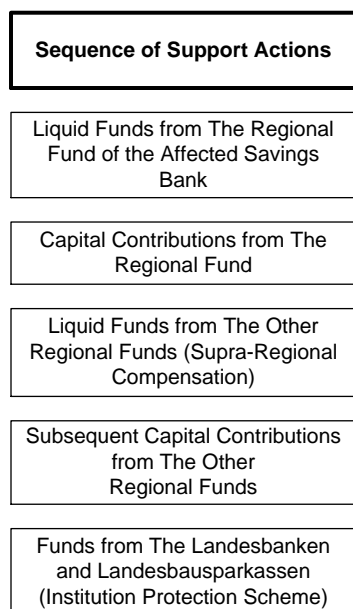 Sequence of Support Actions
Liquid Funds from The Regional
Fund of the Affected Savings
Bank
Capital Contributions from The
Regional Fund
Liquid Funds from The Other
Regional Funds (Supra-Regional
Compensation)
Subsequent Capital Contributions
from The Other
Regional Funds
Funds from The Landesbanken
and Landesbausparkassen
(Institution Protection Scheme)